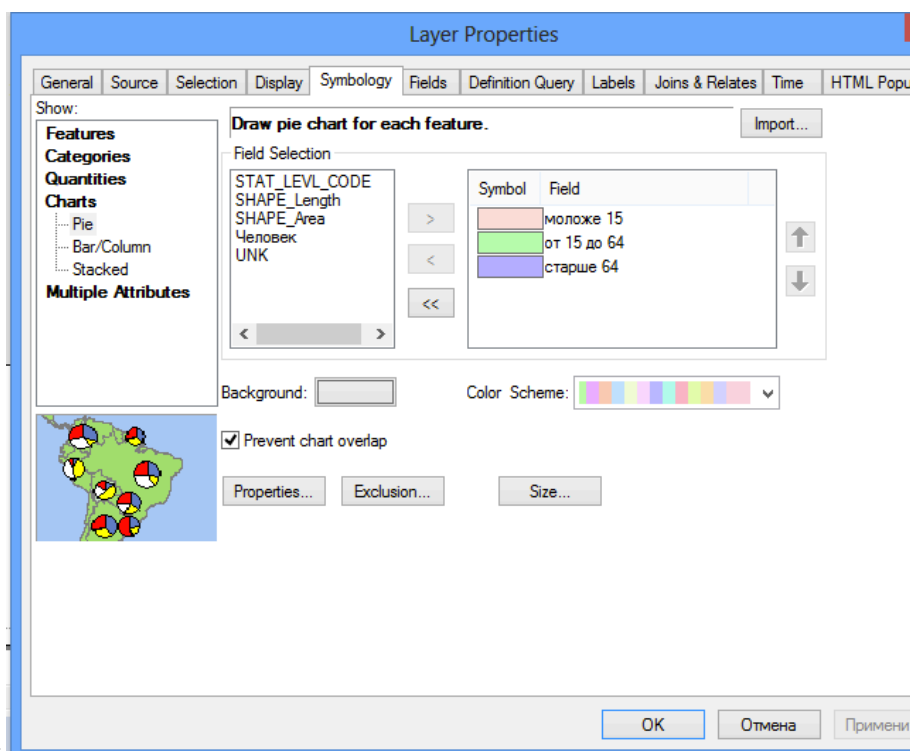 Layer Properties
General Source Selection Display Symbology Fields Definition Query Labels Joins & Relates Time HTML Popu
Show:
Features
Categories
Quantities
Charts
Pie
Bar/Column
Stacked
Multiple Attributes
Draw pie chart for each feature.
Import...
Field Selection
STAT_LEVL_CODE
SHAPE_Length
SHAPE_Area
Человек
UNK
>
<
<<
Symbol Field
моложе 15
от 15 до 64
старше 64
Background:
Color Scheme:
Prevent chart overlap
Properties... Exclusion... Size...
OK Отмена Примени